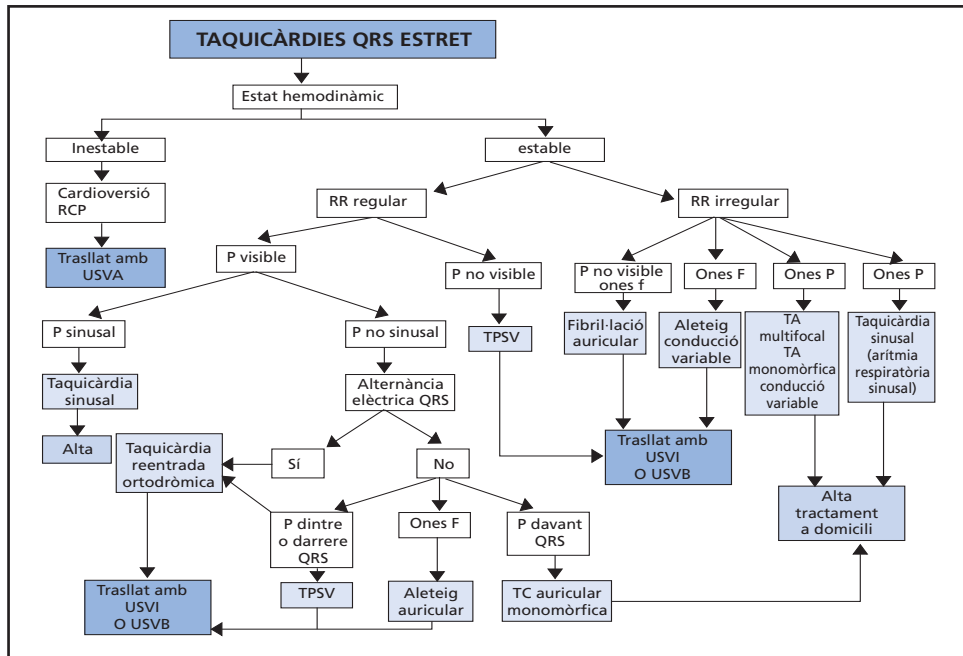 TAQUICÀRDIES QRS ESTRET
Estat hemodinàmic
Inestable
estable
Cardioversió
RCP
RR regular
RR irregular
Trasllat amb
USVA
P visible
P no visible
P no visible
ones f
Ones F
Ones P
Ones P
P sinusal
P no sinusal
TPSV
Fibril·lació
auricular
Aleteig
conducció
variable
TA
multifocal
TA
monomòrfica
conducció
variable
Taquicàrdia
sinusal
(arítmia
respiratòria
sinusal)
Taquicàrdia
sinusal
Alternància
elèctrica QRS
Alta
Taquicàrdia
reentrada
ortodròmica
Sí
No
Trasllat amb
USVI
O USVB
P dintre
o darrere
QRS
Ones F
P davant
QRS
Alta
tractament
a domicili
Trasllat amb
USVI
O USVB
TPSV
Aleteig
auricular
TC auricular
monomòrfica